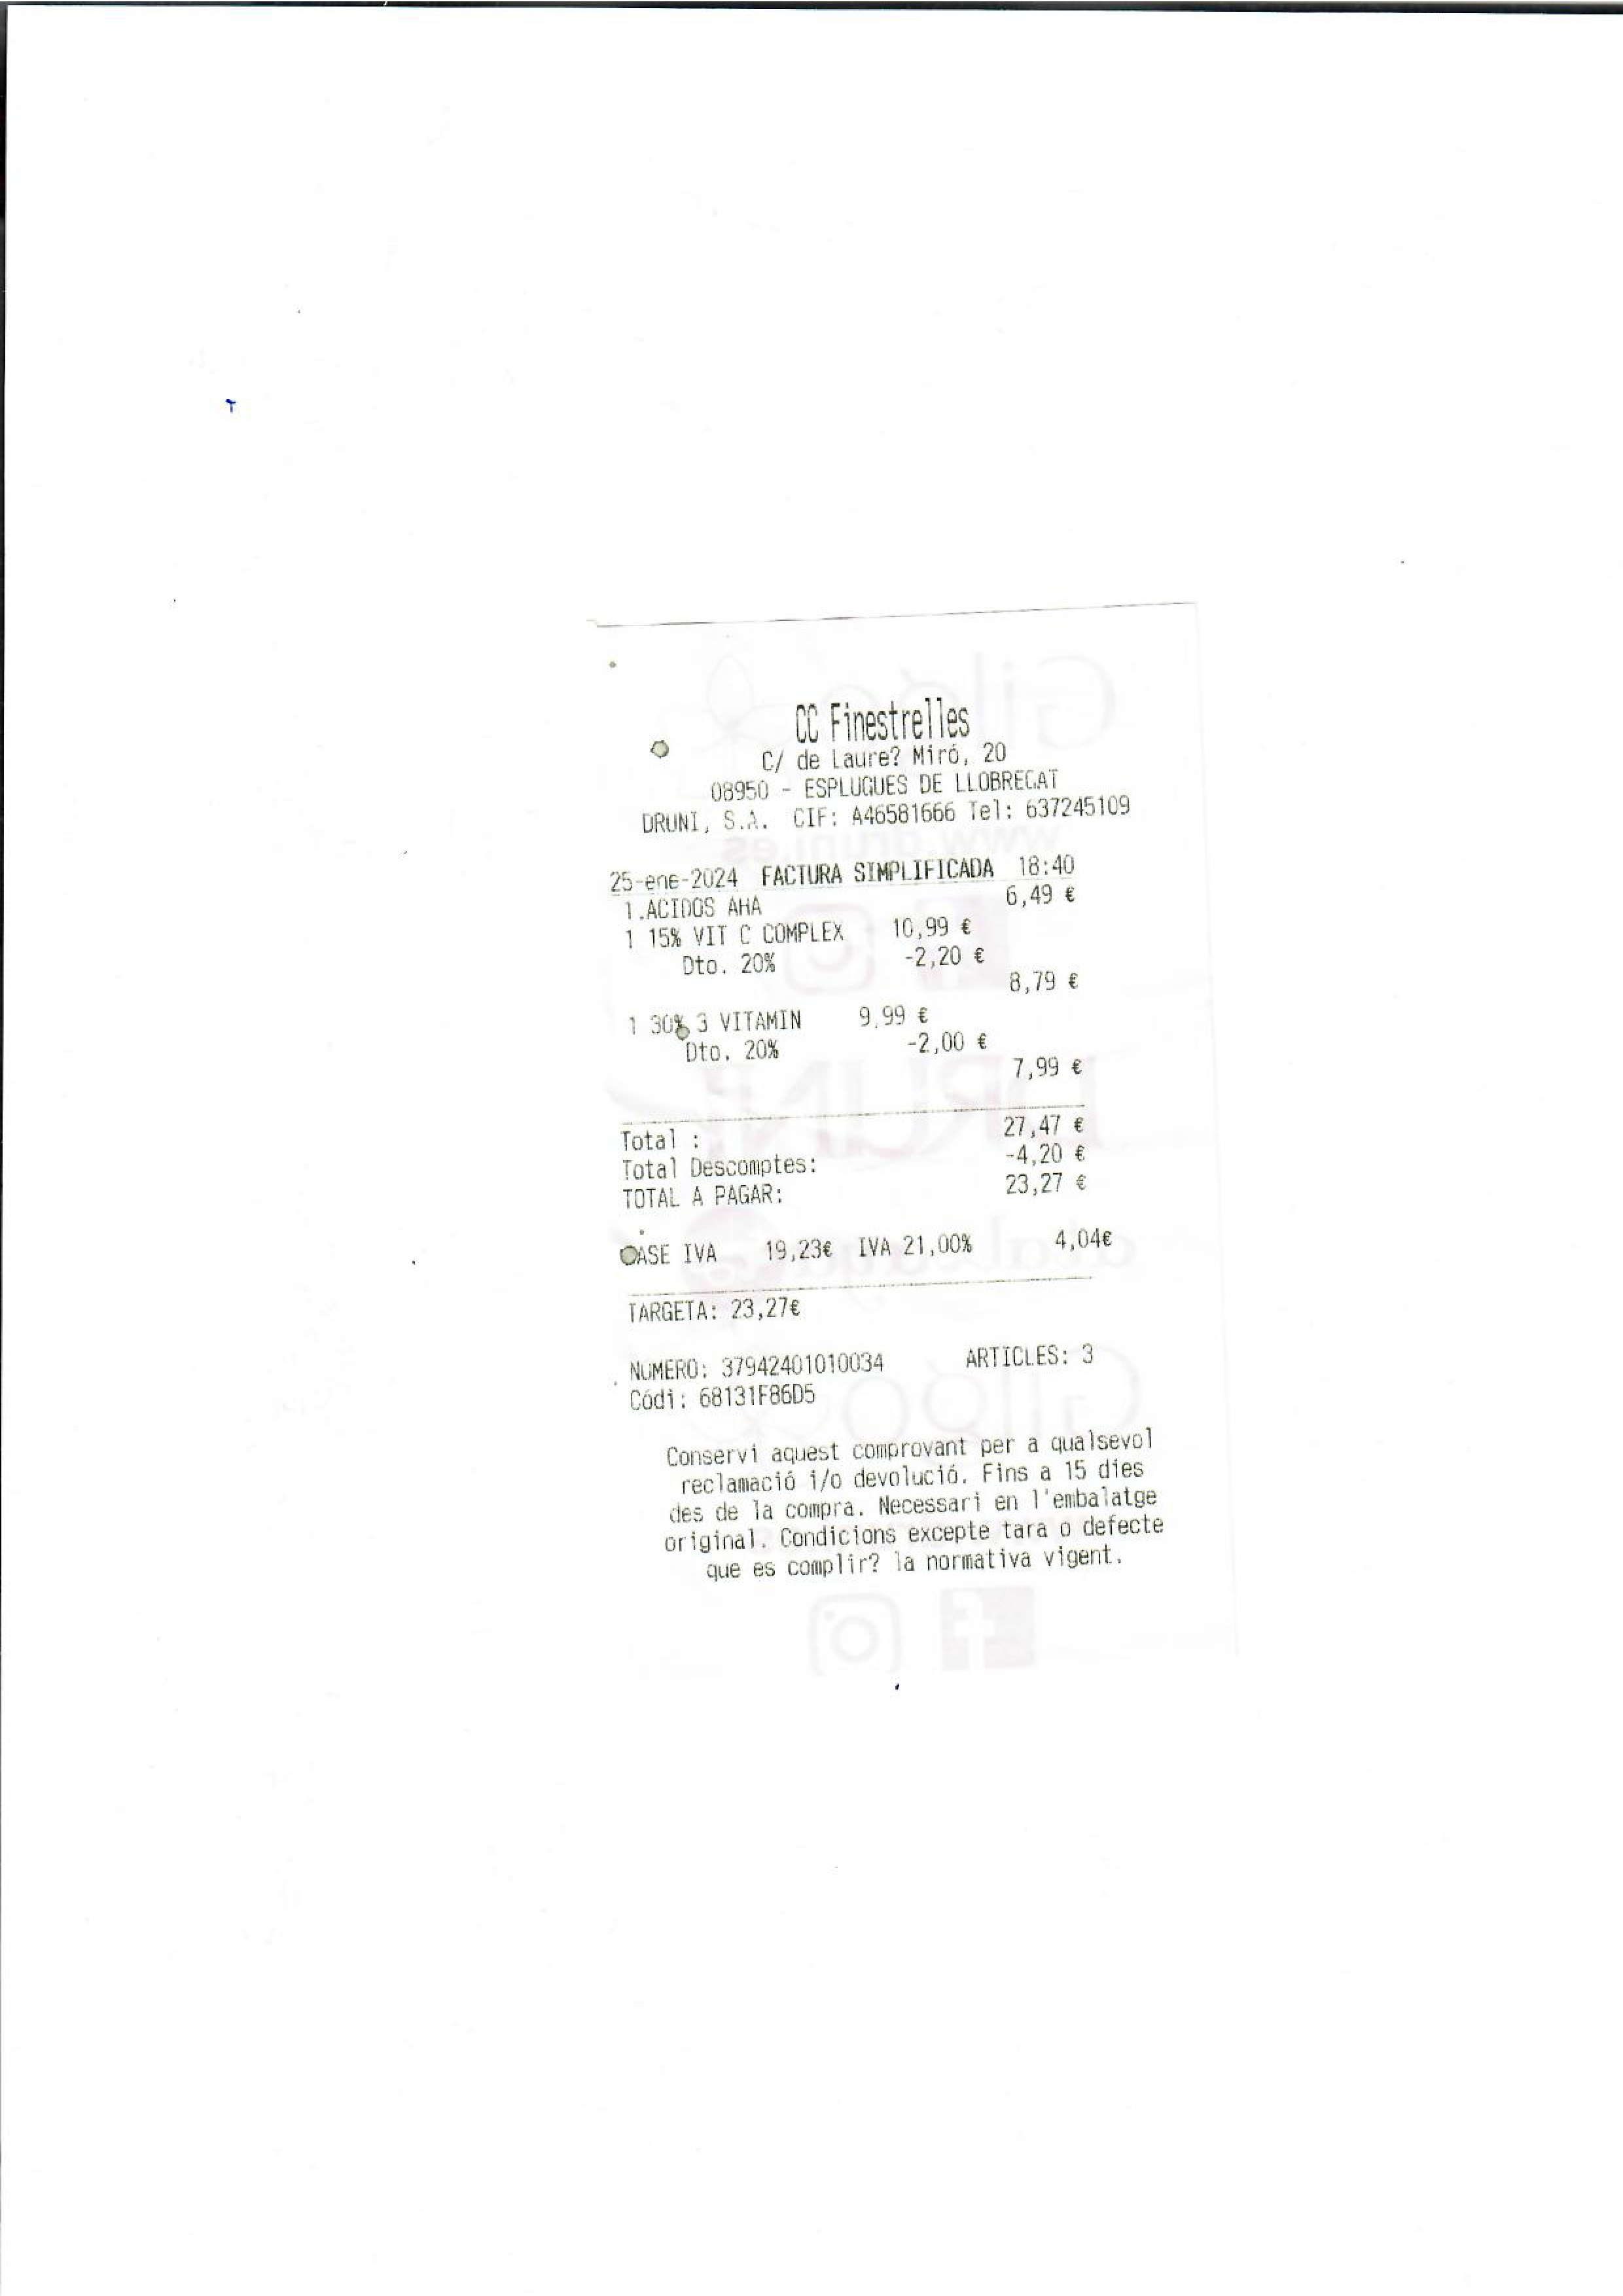 CC Finestrelles
C/ de Laure? Miró, 20
08950 - ESPLUGUES DE LLOBREGAT
DRUNI, S.A. CIF: A46581666 Tel: 637245109
25-ene-2024 FACTURA SIMPLIFICADA 18:40
1 ACIDOS AHA 6,49 €
1 15% VIT C COMPLEX 10,99 €
Dto. 20% -2,20 €
8,79 €
1 30% 3 VITAMIN 9,99 €
Dto. 20% -2,00 €
7,99 €
Total : 27,47 €
Total Descomptes: -4,20 €
TOTAL A PAGAR: 23,27 €
BASE IVA 19,23€ IVA 21,00% 4,04€
TARGETA: 23,27€
NUMERO: 37942401010034 ARTICLES: 3
Códi: 68131F86D5
Conservi aquest comprovant per a qualsevol
reclamació i/o devolució. Fins a 15 dies
des de la compra. Necessari en l'embalatge
original. Condicions excepte tara o defecte
que es complir? la normativa vigent.